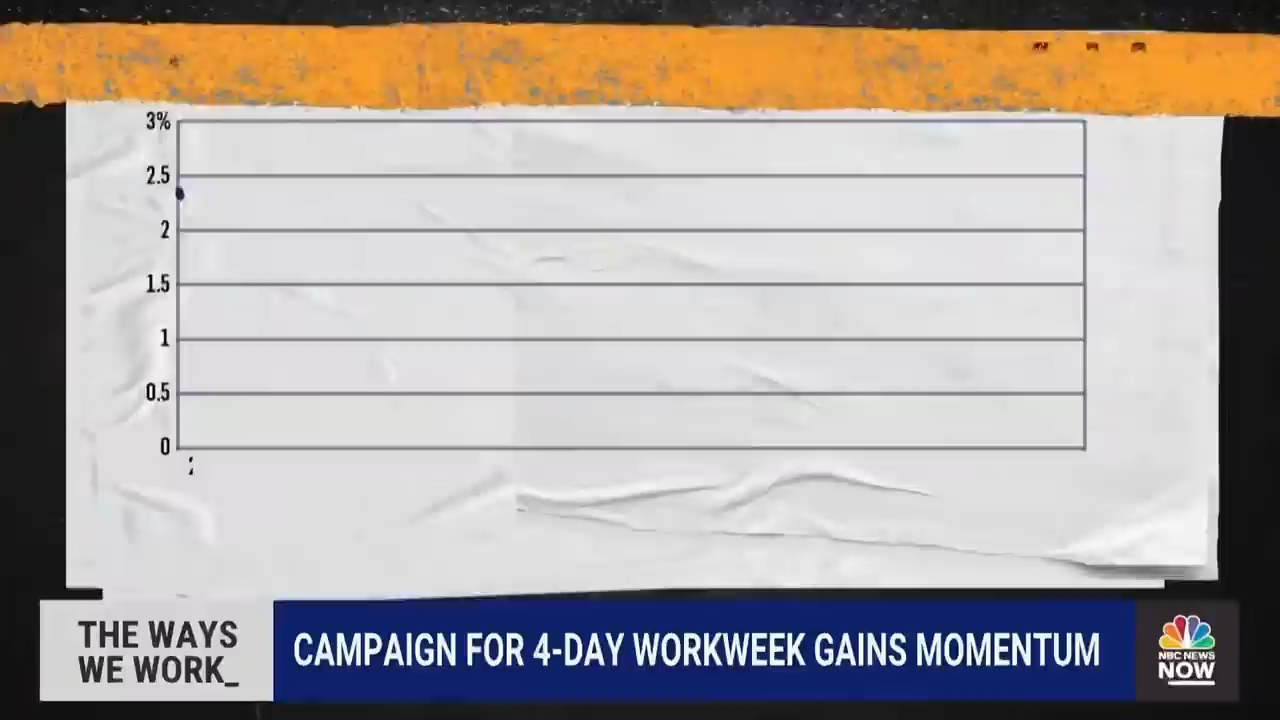 3%
2.5
2
1.5
1
0.5
0
THE WAYS
WE WORK_
CAMPAIGN FOR 4-DAY WORKWEEK GAINS MOMENTUM
NBC NEWS
NOW